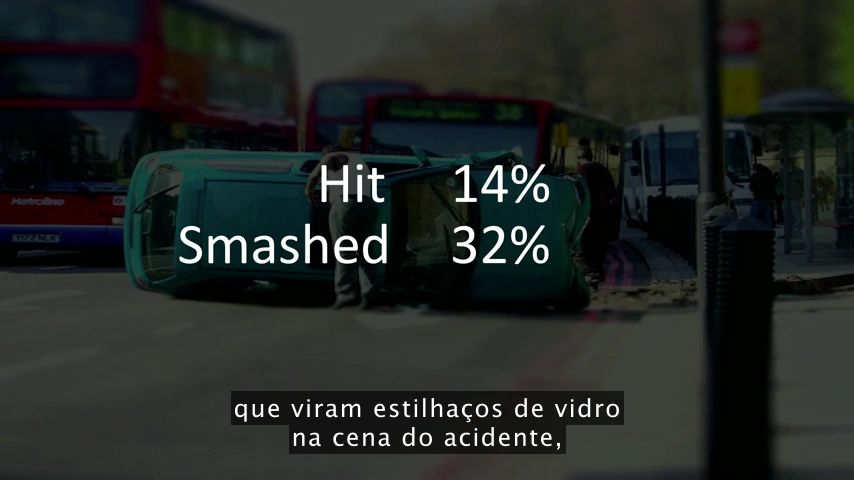 Hit 14%
Smashed 32%
Metroline
que viram estilhaços de vidro
na cena do acidente,